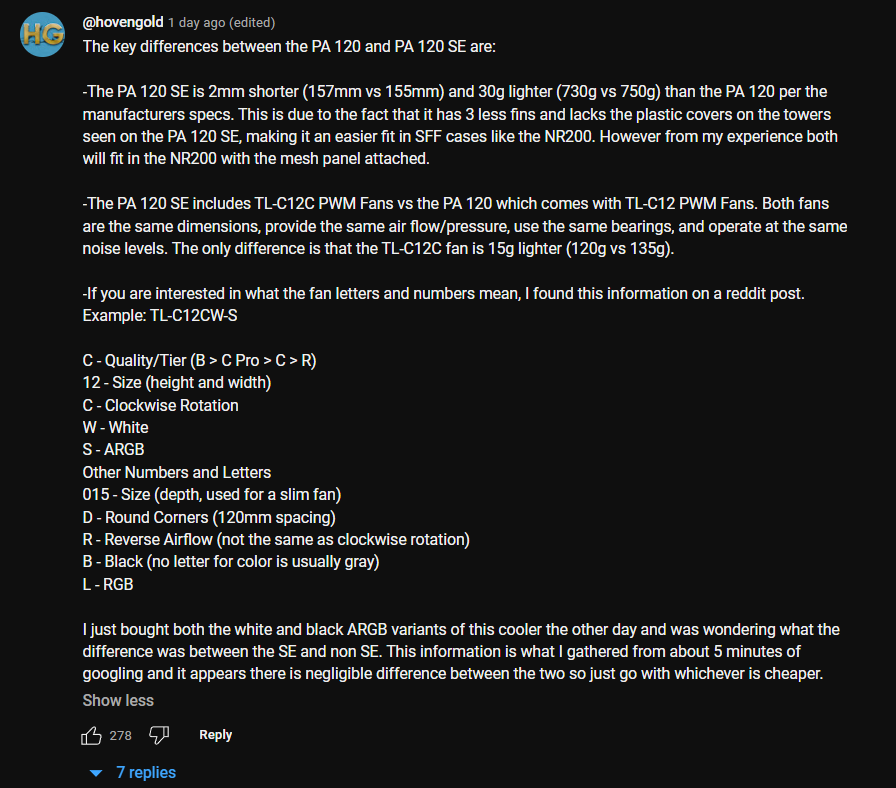 HG
@hovengold 1 day ago (edited)
The key differences between the PA 120 and PA 120 SE are:
-The PA 120 SE is 2mm shorter (157mm vs 155mm) and 30g lighter (730g vs 750g) than the PA 120 per the
manufacturers specs. This is due to the fact that it has 3 less fins and lacks the plastic covers on the towers
seen on the PA 120 SE, making it an easier fit in SFF cases like the NR200. However from my experience both
will fit in the NR200 with the mesh panel attached.
-The PA 120 SE includes TL-C12C PWM Fans vs the PA 120 which comes with TL-C12 PWM Fans. Both fans
are the same dimensions, provide the same air flow/pressure, use the same bearings, and operate at the same
noise levels. The only difference is that the TL-C12C fan is 15g lighter (120g vs 135g).
-If you are interested in what the fan letters and numbers mean, I found this information on a reddit post.
Example: TL-C12CW-S
C - Quality/Tier (B > C Pro > C > R)
12 - Size (height and width)
C - Clockwise Rotation
W - White
S - ARGB
Other Numbers and Letters
015 - Size (depth, used for a slim fan)
D - Round Corners (120mm spacing)
R - Reverse Airflow (not the same as clockwise rotation)
B - Black (no letter for color is usually gray)
L - RGB
I just bought both the white and black ARGB variants of this cooler the other day and was wondering what the
difference was between the SE and non SE. This information is what I gathered from about 5 minutes of
googling and it appears there is negligible difference between the two so just go with whichever is cheaper.
Show less
278 Reply
7 replies